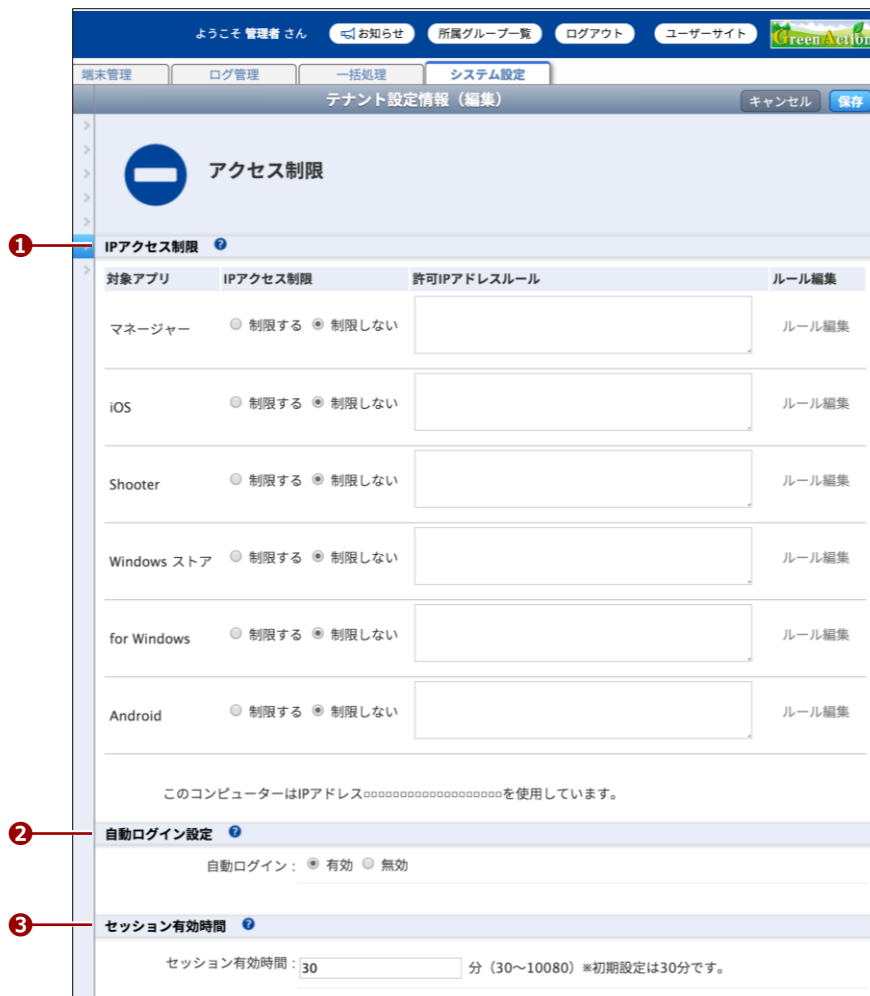 ようこそ 管理者 さん お知らせ 所属グループ一覧 ログアウト ユーザーサイト GreenAction
端末管理 ログ管理 一括処理 システム設定
テナント設定情報（編集） キャンセル 保存
アクセス制限
❶ IPアクセス制限 ?
対象アプリ IPアクセス制限 許可IPアドレスルール ルール編集
マネージャー 制限する 制限しない ルール編集
iOS 制限する 制限しない ルール編集
Shooter 制限する 制限しない ルール編集
Windows ストア 制限する 制限しない ルール編集
for Windows 制限する 制限しない ルール編集
Android 制限する 制限しない ルール編集
このコンピューターはIPアドレス¤¤¤¤¤¤¤¤¤¤¤¤¤¤¤¤¤¤¤を使用しています。
❷ 自動ログイン設定 ?
自動ログイン : 有効 無効
❸ セッション有効時間 ?
セッション有効時間 : 30 分（30～10080）※初期設定は30分です。